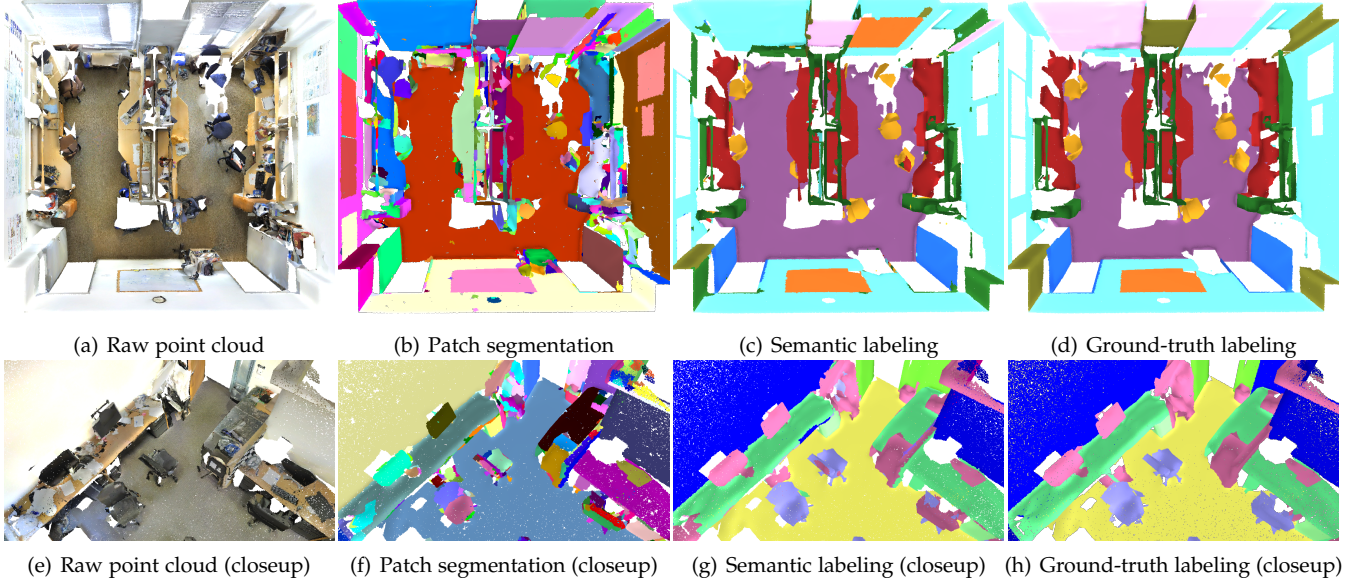 (a) Raw point cloud
(b) Patch segmentation
(c) Semantic labeling
(d) Ground-truth labeling
(e) Raw point cloud (closeup)
(f) Patch segmentation (closeup)
(g) Semantic labeling (closeup)
(h) Ground-truth labeling (closeup)